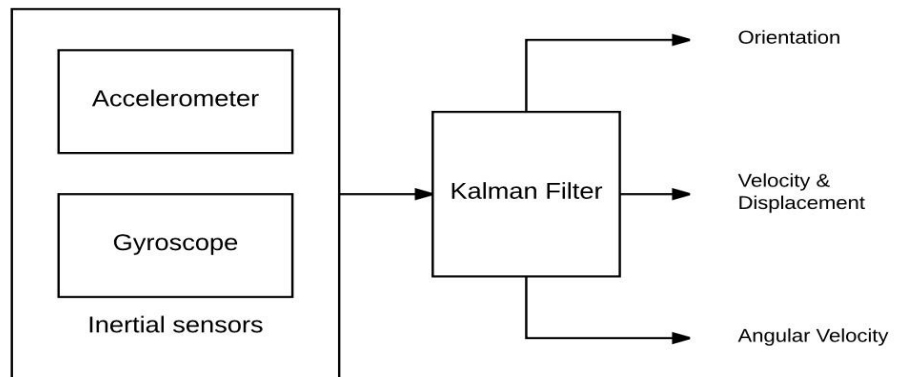 Accelerometer
Gyroscope
Inertial sensors
Kalman Filter
Orientation
Velocity &
Displacement
Angular Velocity